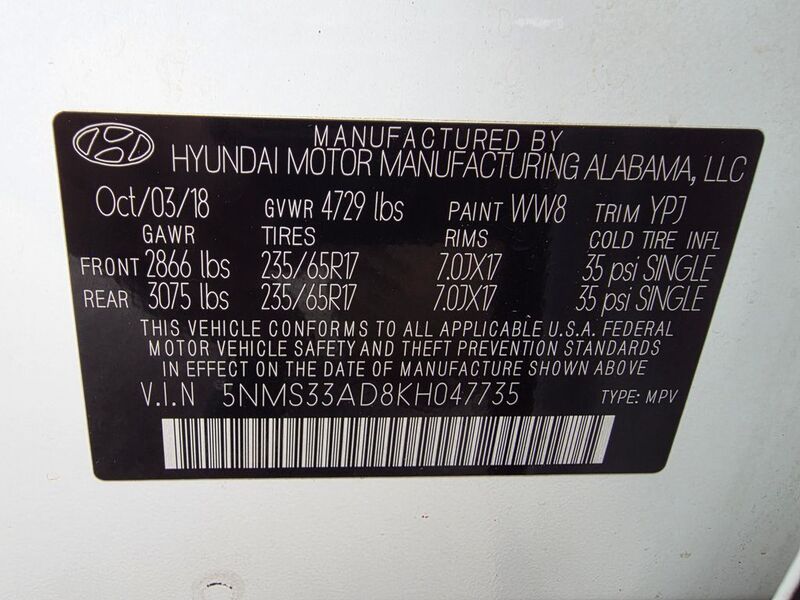 MANUFACTURED BY
HYUNDAI MOTOR MANUFACTURING ALABAMA, LLC
Oct/03/18 GVWR 4729 lbs PAINT WW8 TRIM YPJ
GAWR TIRES RIMS COLD TIRE INFL
FRONT 2866 lbs 235/65R17 7.0JX17 35 psi SINGLE
REAR 3075 lbs 235/65R17 7.0JX17 35 psi SINGLE
THIS VEHICLE CONFORMS TO ALL APPLICABLE U.S.A. FEDERAL
MOTOR VEHICLE SAFETY AND THEFT PREVENTION STANDARDS
IN EFFECT ON THE DATE OF MANUFACTURE SHOWN ABOVE
V.I.N 5NMS33AD8KH047735 TYPE: MPV